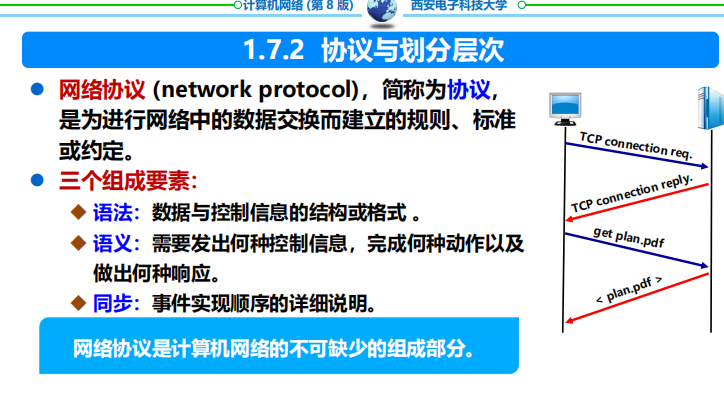 计算机网络 (第 8 版)
西安电子科技大学
1.7.2 协议与划分层次
网络协议 (network protocol)，简称为协议，
是为进行网络中的数据交换而建立的规则、标准
或约定。
三个组成要素：
语法：数据与控制信息的结构或格式 。
语义：需要发出何种控制信息，完成何种动作以及
做出何种响应。
同步：事件实现顺序的详细说明。
网络协议是计算机网络的不可缺少的组成部分。
TCP connection req.
TCP connection reply.
get plan.pdf
< plan.pdf >